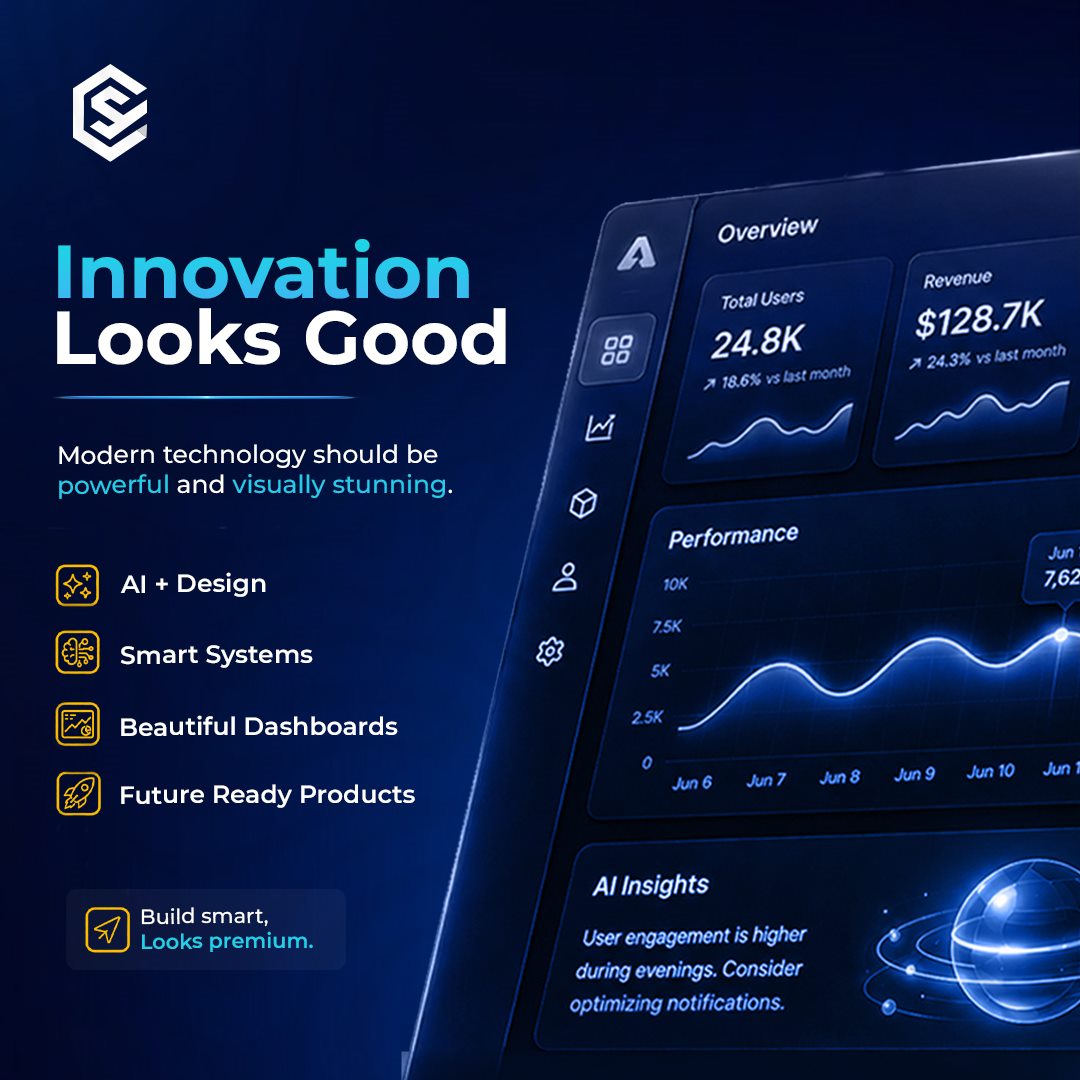 Innovation
Looks Good
Modern technology should be
powerful and visually stunning.
AI + Design
Smart Systems
Beautiful Dashboards
Future Ready Products
Build smart,
Looks premium.
Overview
Total Users
24.8K
↗ 18.6% vs last month
Revenue
$128.7K
↗ 24.3% vs last month
Performance
10K
7.5K
5K
2.5K
0
Jun 6
Jun 7
Jun 8
Jun 9
Jun 10
Jun
AI Insights
User engagement is higher
during evenings. Consider
optimizing notifications.